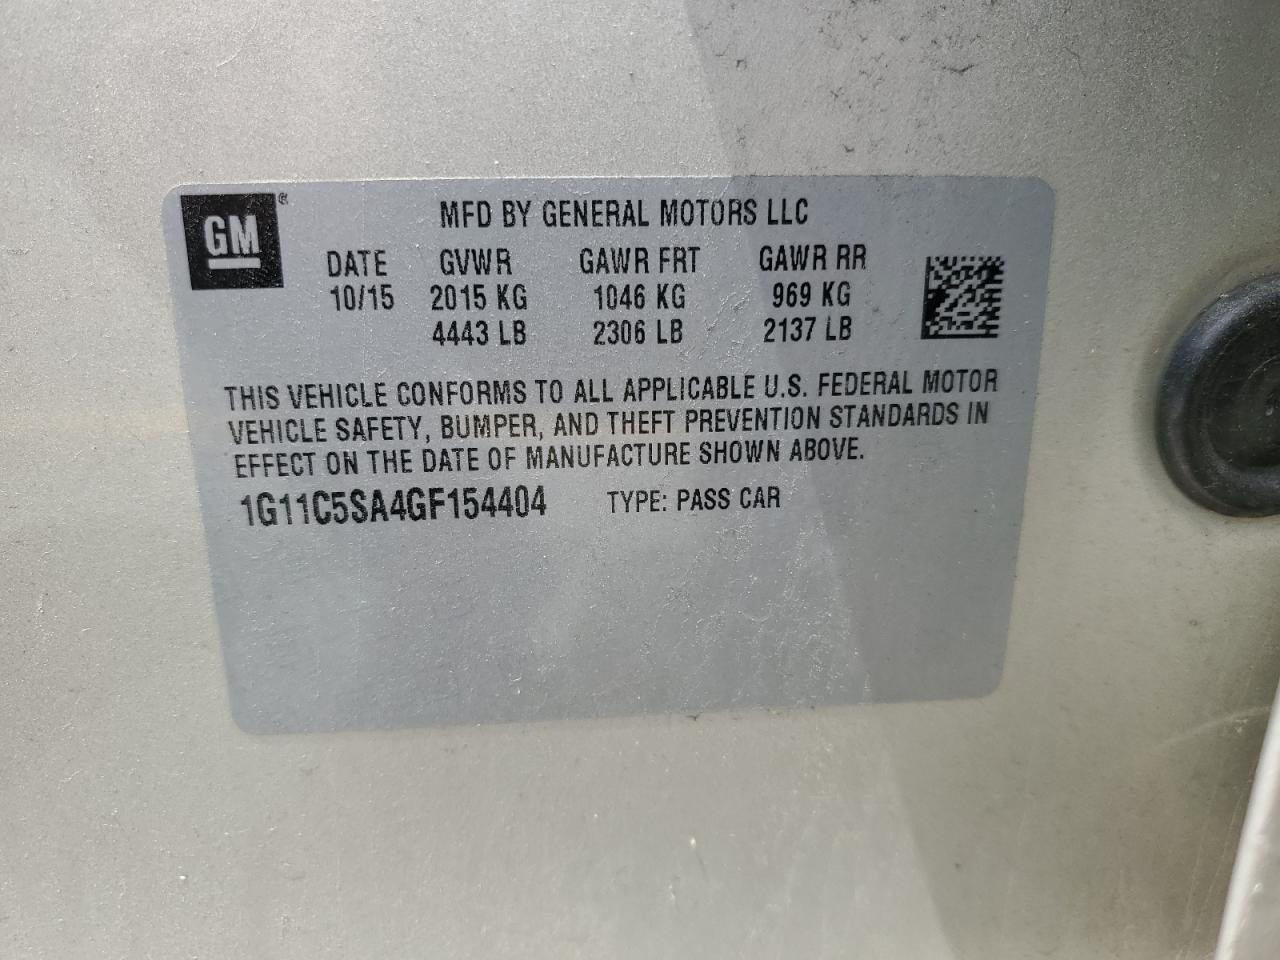 GM®
MFD BY GENERAL MOTORS LLC
DATE GVWR GAWR FRT GAWR RR
10/15 2015 KG 1046 KG 969 KG
4443 LB 2306 LB 2137 LB
THIS VEHICLE CONFORMS TO ALL APPLICABLE U.S. FEDERAL MOTOR
VEHICLE SAFETY, BUMPER, AND THEFT PREVENTION STANDARDS IN
EFFECT ON THE DATE OF MANUFACTURE SHOWN ABOVE.
1G11C5SA4GF154404 TYPE: PASS CAR